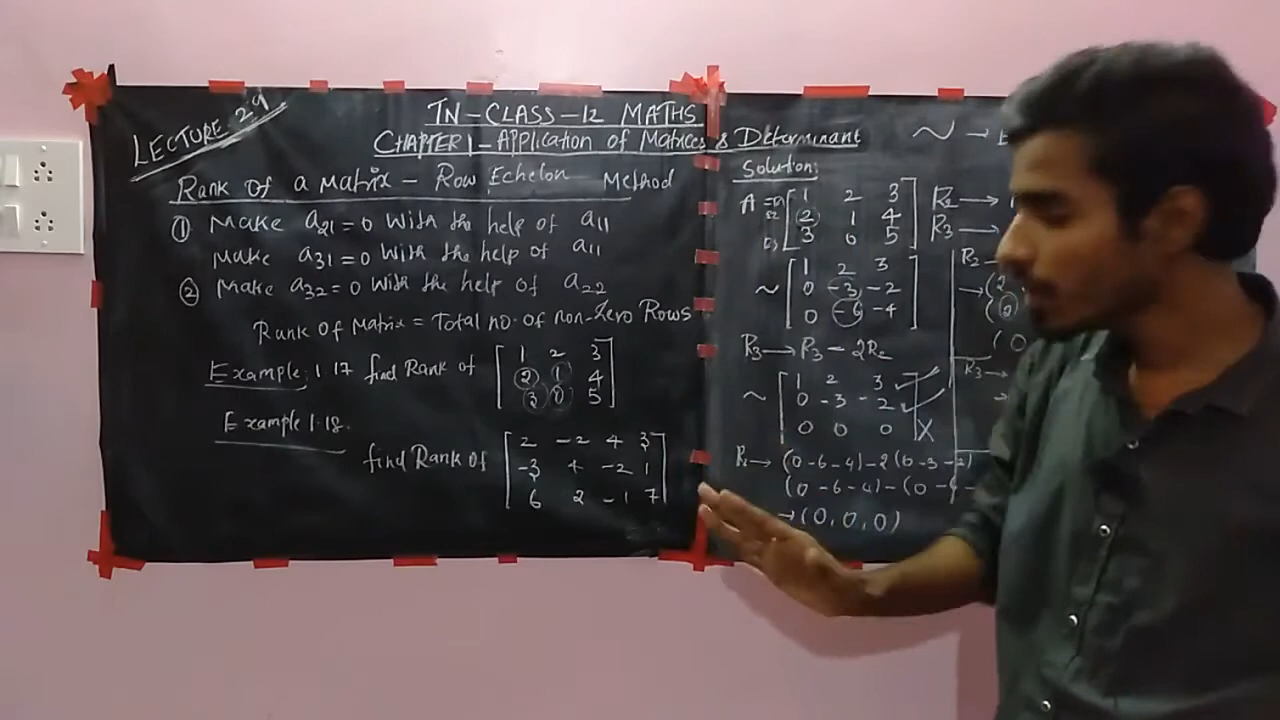 LECTURE 2.9
TN-CLASS-12 MATHS
CHAPTER 1-Application of Matrices & Determinant
Rank of a Matrix - Row Echelon Method
① Make a21=0 with the help of a11
Make a31=0 with the help of a11
② Make a32=0 with the help of a22
Rank of Matrix = Total no. of non-zero Rows
Example: 1.17 find Rank of
1 2 3
2 1 4
3 0 5
Example 1.18.
find Rank of
2 -2 4 3
-3 4 -2 1
6 2 -1 7
~ →
Solution:
A =
1 2 3
2 1 4
3 0 5
R2 →
R3 →
~
1 2 3
0 -3 -2
0 -6 -4
R3 → R3 - 2R2
~
1 2 3
0 -3 -2
0 0 0 X
(0 -6 -4) - 2(0 -3 -2)
(0 -6 -4) - (0
→ (0, 0, 0)
R2
R3 →